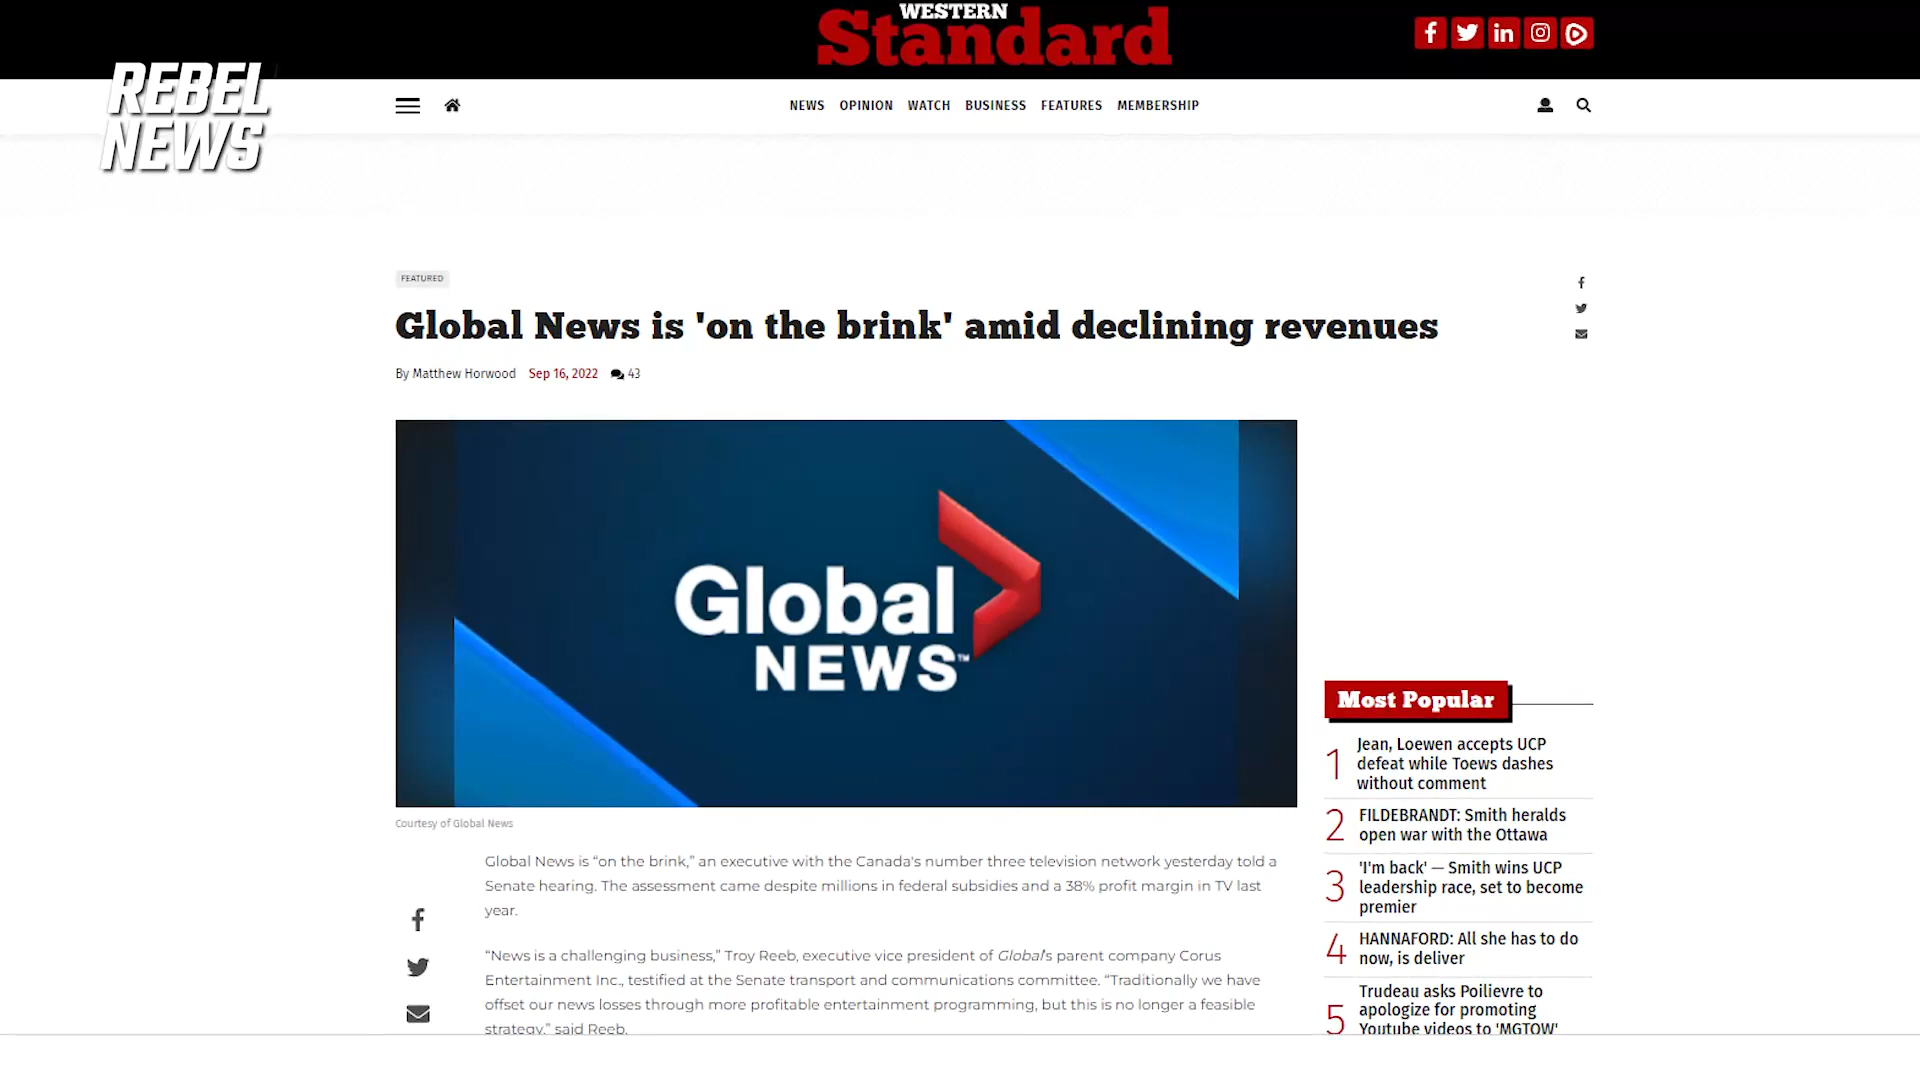 WESTERN
Standard
REBEL
NEWS
NEWS OPINION WATCH BUSINESS FEATURES MEMBERSHIP
FEATURED
Global News is 'on the brink' amid declining revenues
By Matthew Horwood Sep 16, 2022 43
Global
NEWS™
Courtesy of Global News
Global News is “on the brink,” an executive with the Canada's number three television network yesterday told a
Senate hearing. The assessment came despite millions in federal subsidies and a 38% profit margin in TV last
year.
“News is a challenging business,” Troy Reeb, executive vice president of Global's parent company Corus
Entertainment Inc., testified at the Senate transport and communications committee. “Traditionally we have
offset our news losses through more profitable entertainment programming, but this is no longer a feasible
strategy,” said Reeb.
Most Popular
1 Jean, Loewen accepts UCP
defeat while Toews dashes
without comment
2 FILDEBRANDT: Smith heralds
open war with the Ottawa
3 'I'm back' — Smith wins UCP
leadership race, set to become
premier
4 HANNAFORD: All she has to do
now, is deliver
5 Trudeau asks Poilievre to
apologize for promoting
Youtube videos to 'MGTOW'